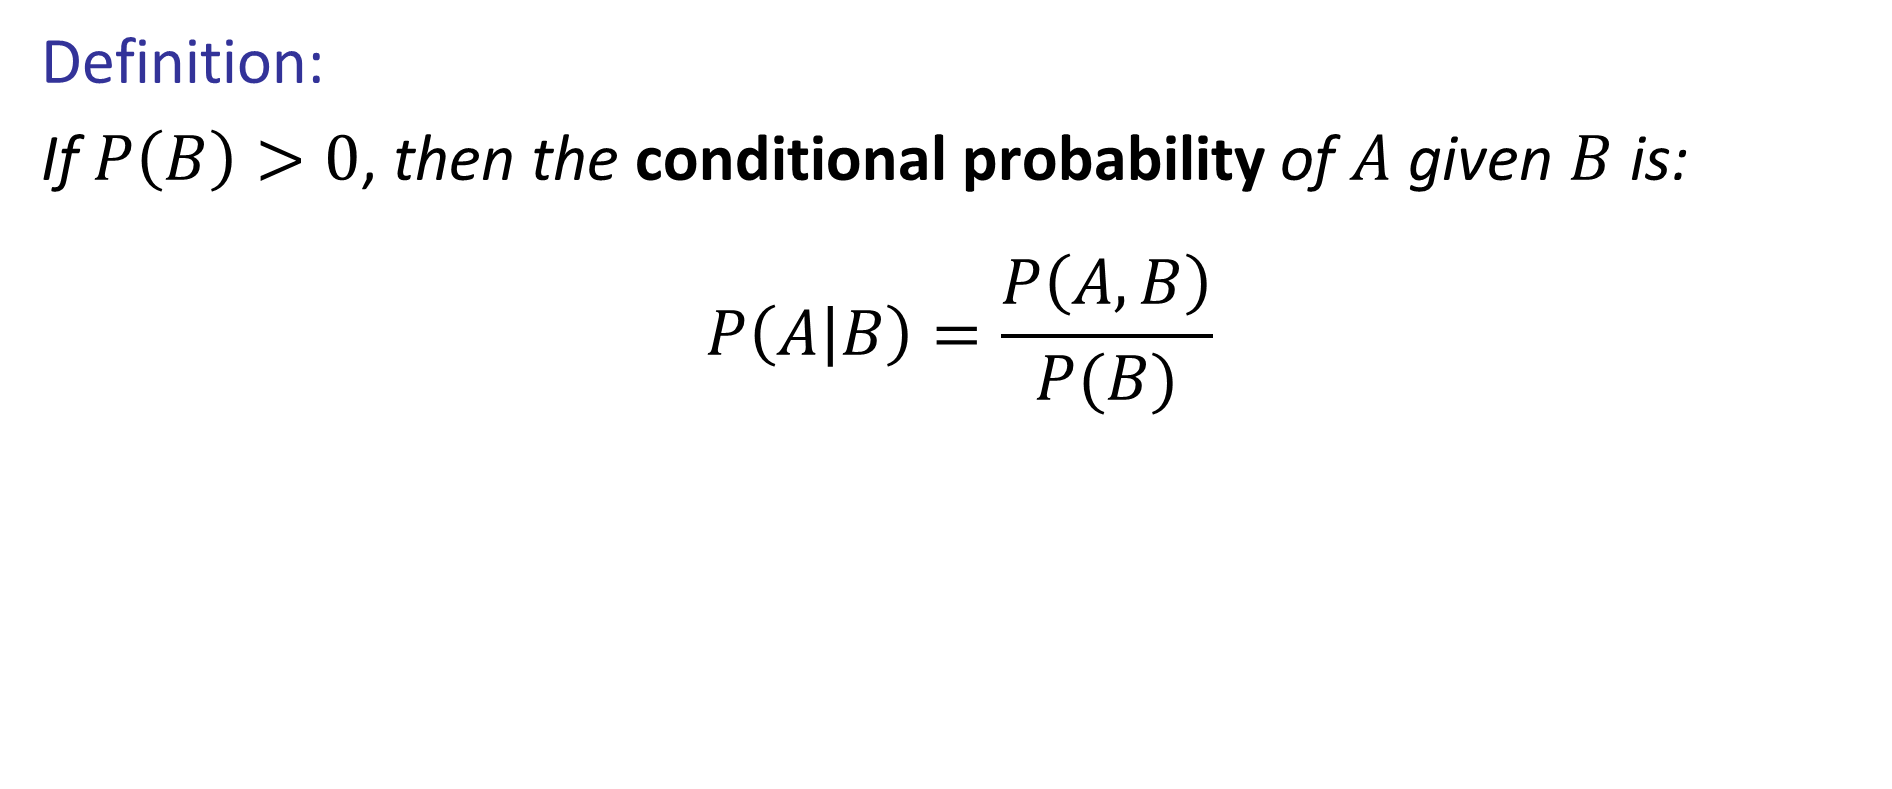 Definition:
If P(B) > 0, then the conditional probability of A given B is:
P(A|B) = P(A, B) / P(B)